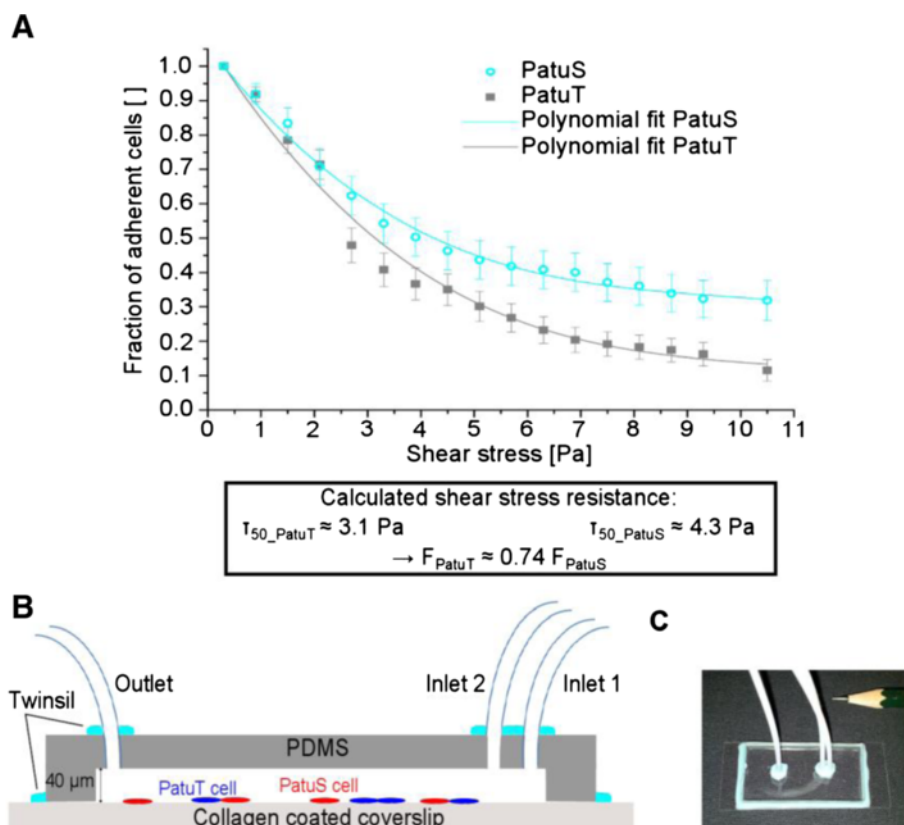 A
PatuS
PatuT
Polynomial fit PatuS
Polynomial fit PatuT
Fraction of adherent cells [ ]
1.0
0.9
0.8
0.7
0.6
0.5
0.4
0.3
0.2
0.1
0.0
0 1 2 3 4 5 6 7 8 9 10 11
Shear stress [Pa]
Calculated shear stress resistance:
τ50_PatuT ≈ 3.1 Pa τ50_PatuS ≈ 4.3 Pa
→ FPatuT ≈ 0.74 FPatuS
B
C
Outlet Inlet 2 Inlet 1
Twinsil
PDMS
40 µm
PatuT cell PatuS cell
Collagen coated coverslip